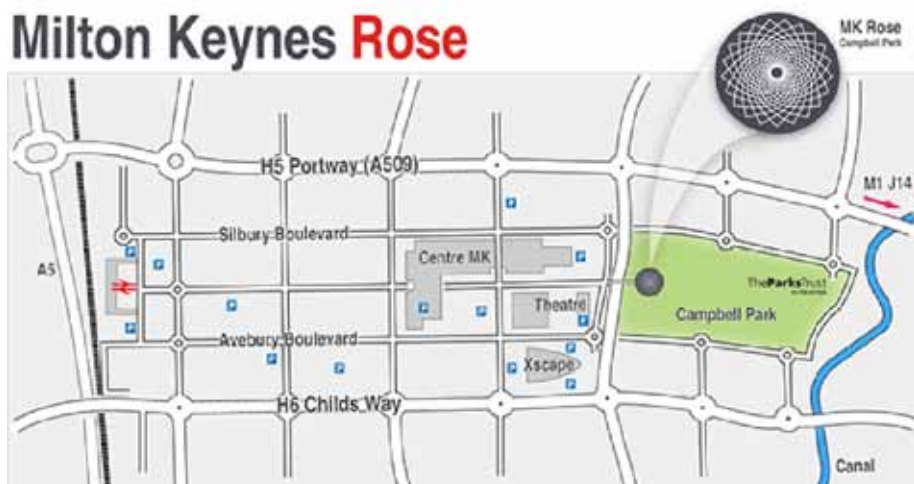 Milton Keynes Rose
MK Rose
Campbell Park
H5 Portway (A509)
M1 J14
Silbury Boulevard
A5
Centre MK
TheParksTrust
Theatre
Campbell Park
Avebury Boulevard
Xscape
H6 Childs Way
Canal
P
P
P
P
P
P
P
P
P
P
P
P
P
P